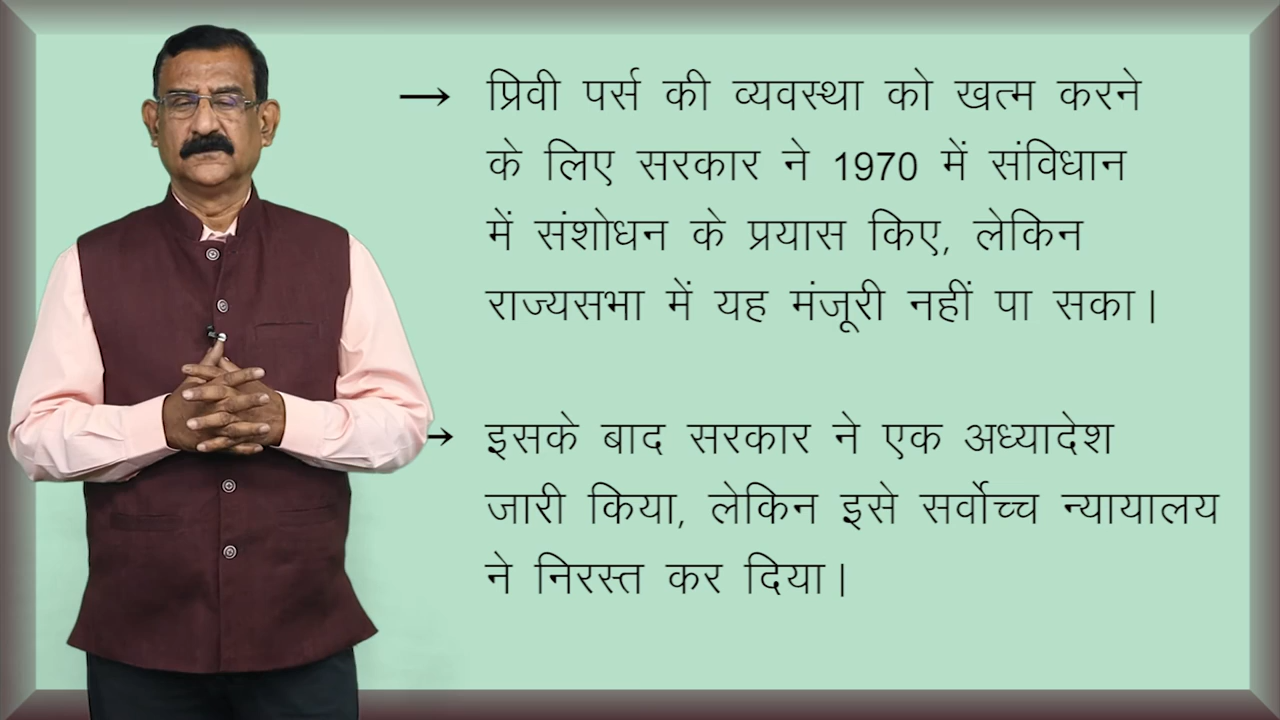 → प्रिवी पर्स की व्यवस्था को खत्म करने
के लिए सरकार ने 1970 में संविधान
में संशोधन के प्रयास किए, लेकिन
राज्यसभा में यह मंजूरी नहीं पा सका।
→ इसके बाद सरकार ने एक अध्यादेश
जारी किया, लेकिन इसे सर्वोच्च न्यायालय
ने निरस्त कर दिया।